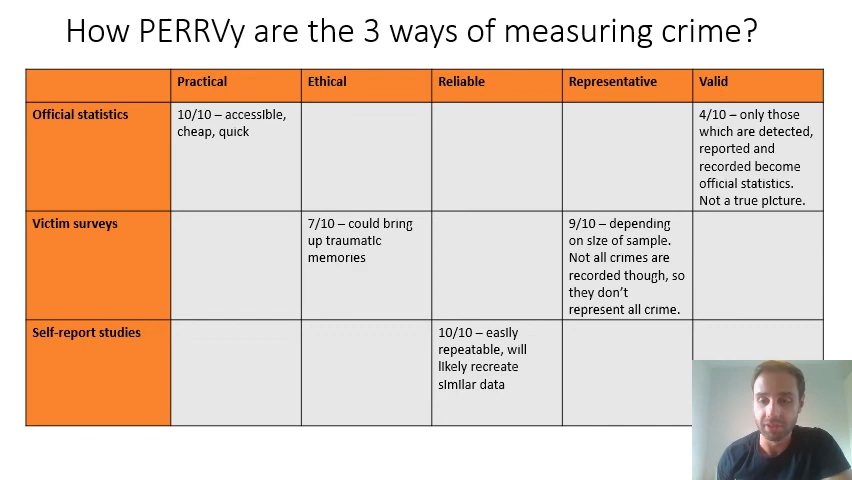 How PERRVy are the 3 ways of measuring crime?
Practical
Ethical
Reliable
Representative
Valid
Official statistics
10/10 – accessible,
cheap, quick
4/10 – only those
which are detected,
reported and
recorded become
official statistics.
Not a true picture.
Victim surveys
7/10 – could bring
up traumatic
memories
9/10 – depending
on size of sample.
Not all crimes are
recorded though, so
they don't
represent all crime.
Self-report studies
10/10 – easily
repeatable, will
likely recreate
similar data